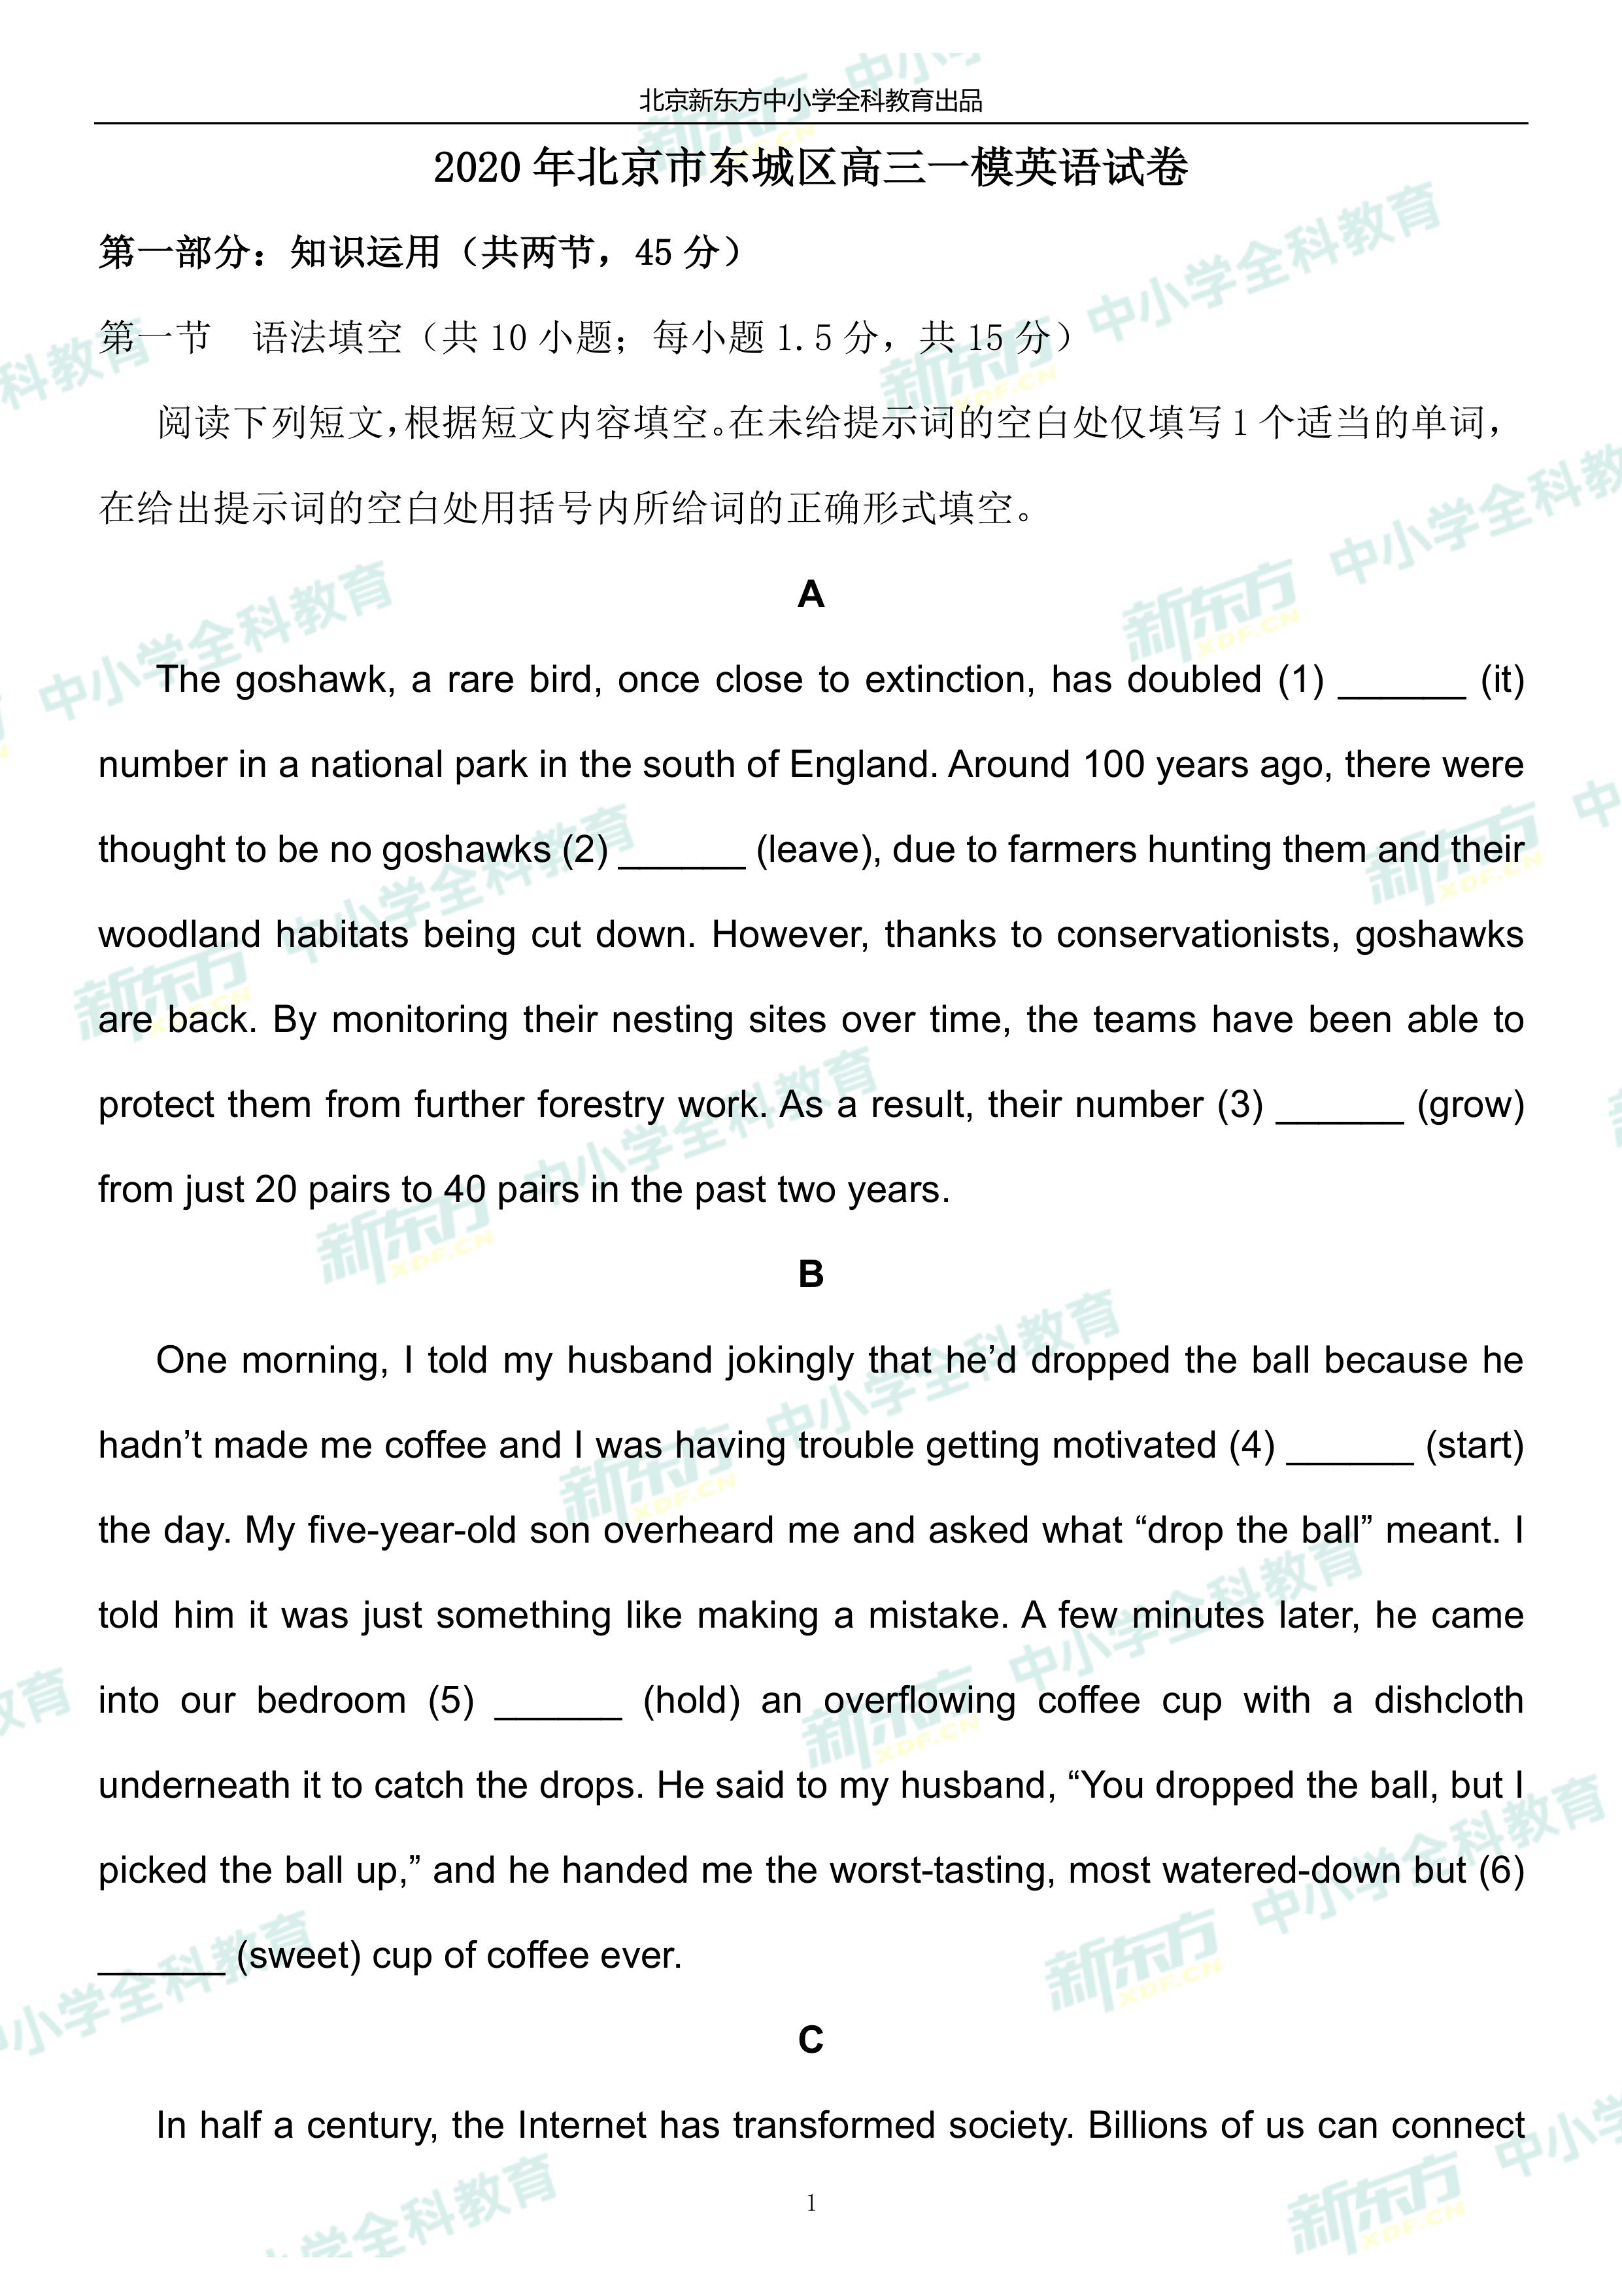 北京新东方中小学全科教育出品
2020 年北京市东城区高三一模英语试卷
第一部分：知识运用（共两节，45 分）
第一节　语法填空（共 10 小题；每小题 1.5 分，共 15 分）
阅读下列短文，根据短文内容填空。在未给提示词的空白处仅填写 1 个适当的单词，
在给出提示词的空白处用括号内所给词的正确形式填空。
A
The goshawk, a rare bird, once close to extinction, has doubled (1) ______ (it)
number in a national park in the south of England. Around 100 years ago, there were
thought to be no goshawks (2) ______ (leave), due to farmers hunting them and their
woodland habitats being cut down. However, thanks to conservationists, goshawks
are back. By monitoring their nesting sites over time, the teams have been able to
protect them from further forestry work. As a result, their number (3) ______ (grow)
from just 20 pairs to 40 pairs in the past two years.
B
One morning, I told my husband jokingly that he’d dropped the ball because he
hadn’t made me coffee and I was having trouble getting motivated (4) ______ (start)
the day. My five-year-old son overheard me and asked what “drop the ball” meant. I
told him it was just something like making a mistake. A few minutes later, he came
into our bedroom (5) ______ (hold) an overflowing coffee cup with a dishcloth
underneath it to catch the drops. He said to my husband, “You dropped the ball, but I
picked the ball up,” and he handed me the worst-tasting, most watered-down but (6)
______ (sweet) cup of coffee ever.
C
In half a century, the Internet has transformed society. Billions of us can connect
1